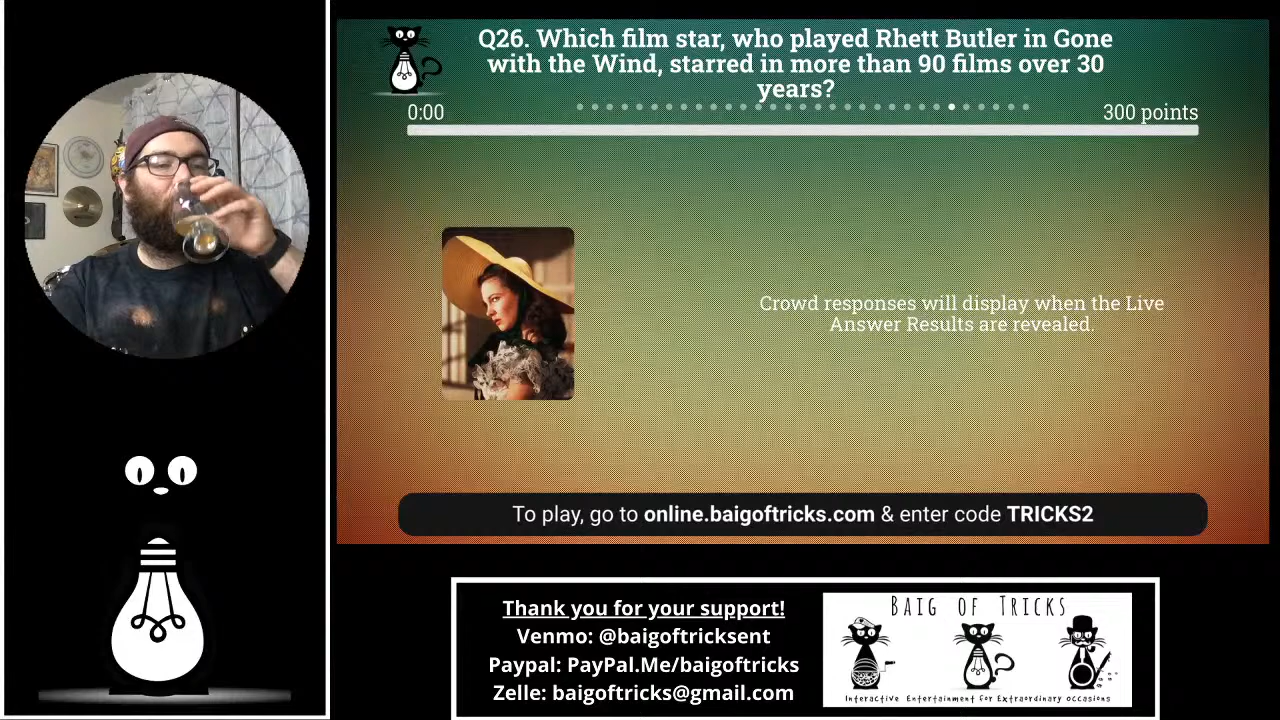 Q26. Which film star, who played Rhett Butler in Gone
with the Wind, starred in more than 90 films over 30
years?
0:00
300 points
Crowd responses will display when the Live
Answer Results are revealed.
To play, go to online.baigoftricks.com & enter code TRICKS2
Thank you for your support!
Venmo: @baigoftricksent
Paypal: PayPal.Me/baigoftricks
Zelle: baigoftricks@gmail.com
BAIG OF TRICKS
Interactive Entertainment for Extraordinary occasions